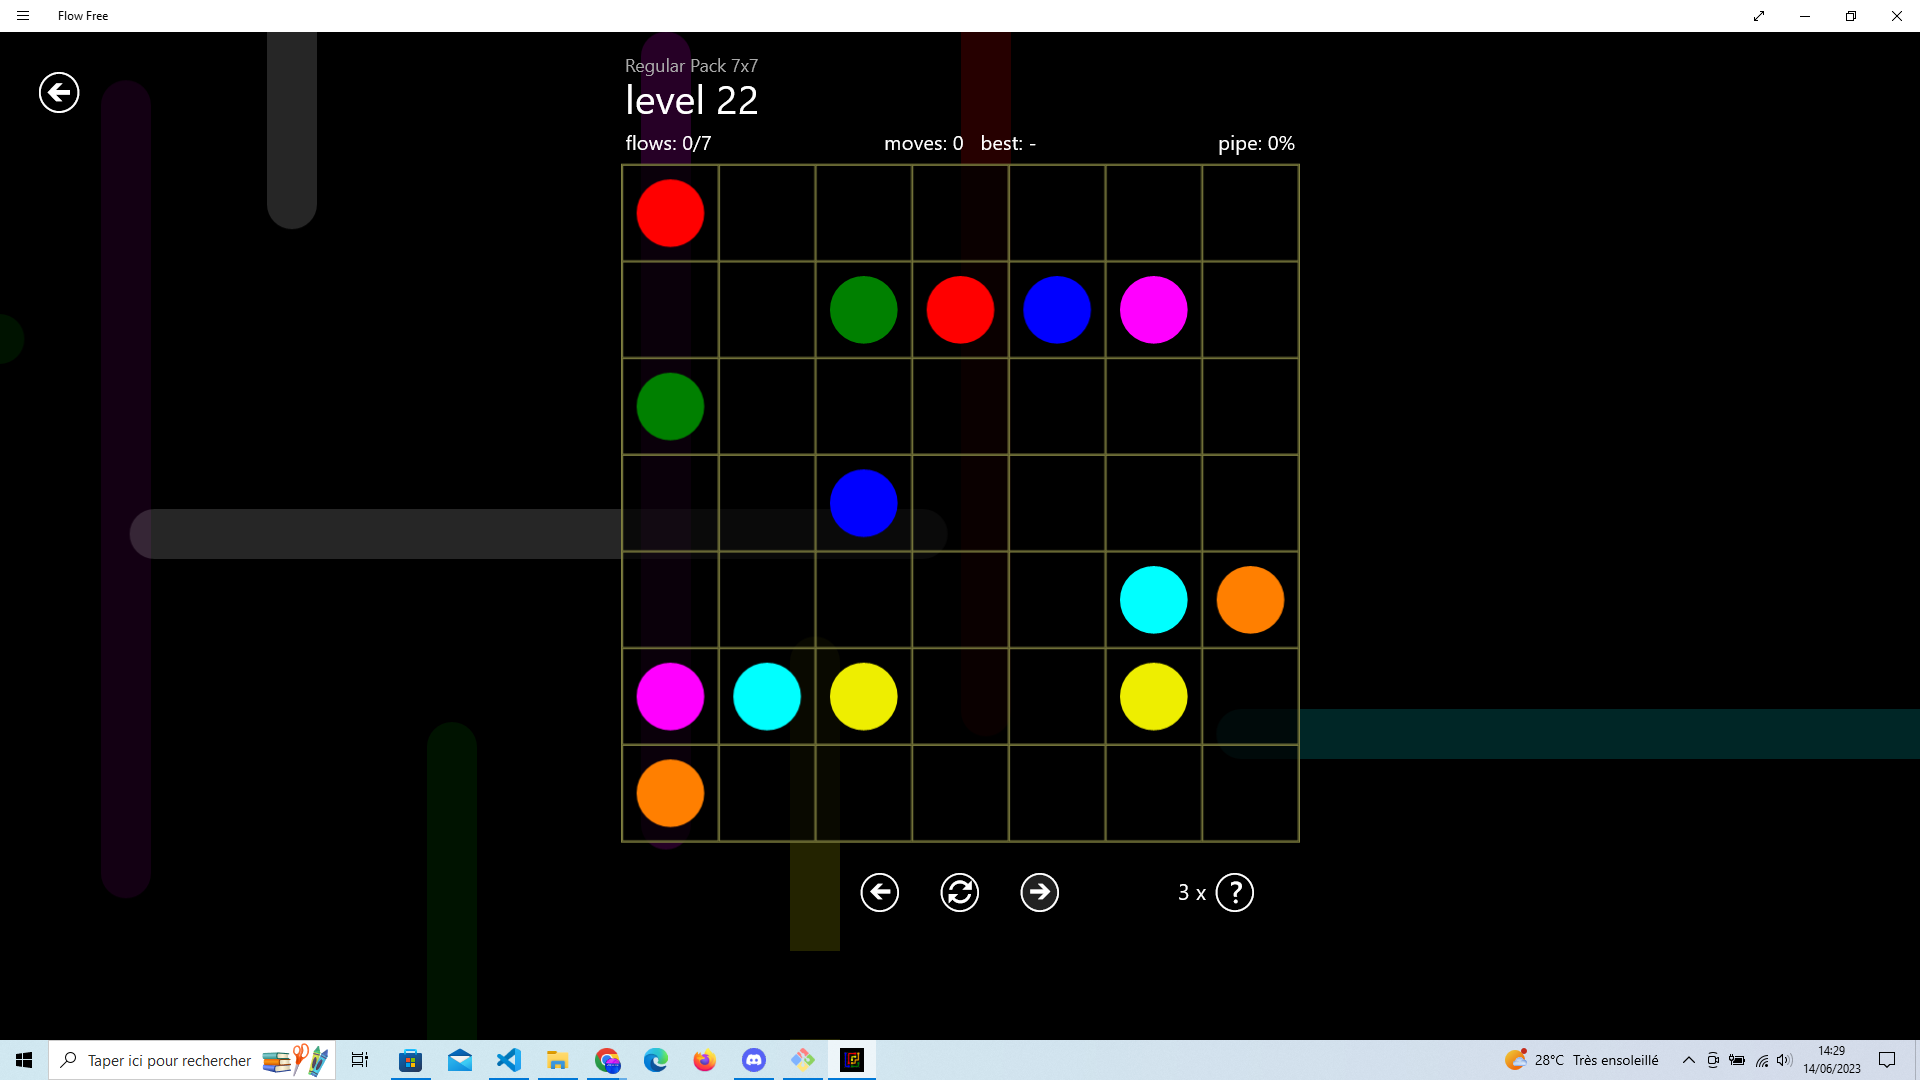 Flow Free
Regular Pack 7x7
level 22
flows: 0/7 moves: 0 best: - pipe: 0%
3 x ?
Taper ici pour rechercher
28°C Très ensoleillé
14:29
14/06/2023